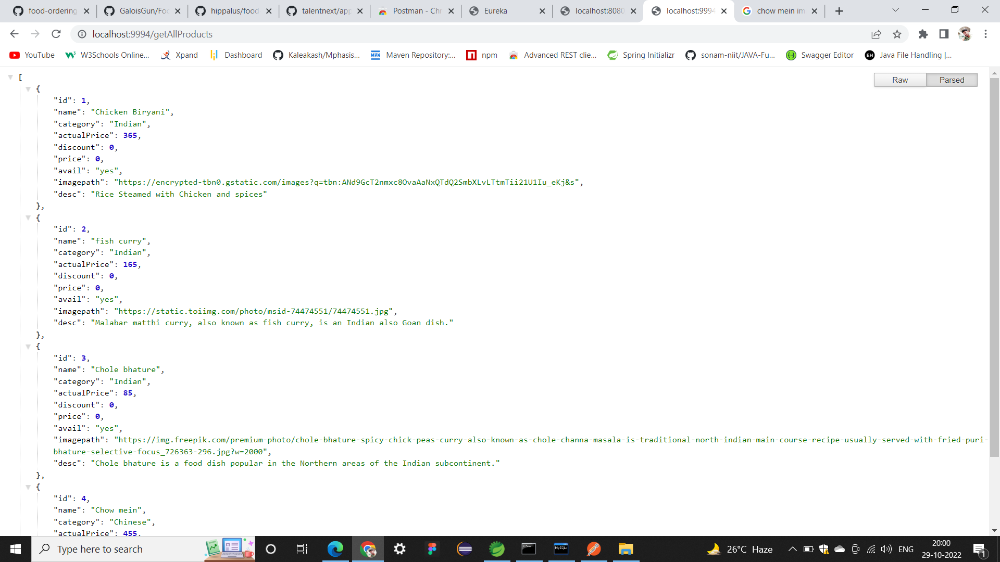 food-ordering
GaloisGun/Foo
hippalus/food
talentnext/app
Postman - Chr
Eureka
localhost:8080
localhost:9994
chow mein im
localhost:9994/getAllProducts
YouTube
W3Schools Online...
Xpand
Dashboard
Kaleakash/Mphasis...
Maven Repository:...
npm
Advanced REST clie...
Spring Initializr
sonam-niit/JAVA-Fu...
Swagger Editor
Java File Handling |...
Raw
Parsed
[
{
"id": 1,
"name": "Chicken Biryani",
"category": "Indian",
"actualPrice": 365,
"discount": 0,
"price": 0,
"avail": "yes",
"imagepath": "https://encrypted-tbn0.gstatic.com/images?q=tbn:ANd9GcT2nmxc8OvaAaNxQTdQ2SmbXLvLTtmTii21U1Iu_eKj&s",
"desc": "Rice Steamed with Chicken and spices"
},
{
"id": 2,
"name": "fish curry",
"category": "Indian",
"actualPrice": 165,
"discount": 0,
"price": 0,
"avail": "yes",
"imagepath": "https://static.toiimg.com/photo/msid-74474551/74474551.jpg",
"desc": "Malabar matthi curry, also known as fish curry, is an Indian also Goan dish."
},
{
"id": 3,
"name": "Chole bhature",
"category": "Indian",
"actualPrice": 85,
"discount": 0,
"price": 0,
"avail": "yes",
"imagepath": "https://img.freepik.com/premium-photo/chole-bhature-spicy-chick-peas-curry-also-known-as-chole-channa-masala-is-traditional-north-indian-main-course-recipe-usually-served-with-fried-puri-
bhature-selective-focus_726363-296.jpg?w=2000",
"desc": "Chole bhature is a food dish popular in the Northern areas of the Indian subcontinent."
},
{
"id": 4,
"name": "Chow mein",
"category": "Chinese",
"actualPrice": 455,
Type here to search
26°C Haze
ENG
20:00
29-10-2022
1